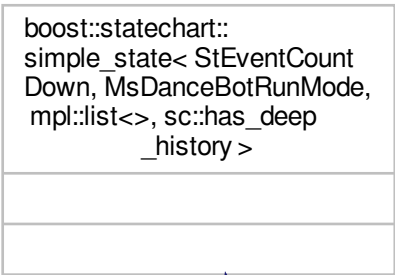 boost::statechart::
simple_state< StEventCount
Down, MsDanceBotRunMode,
mpl::list<>, sc::has_deep
_history >